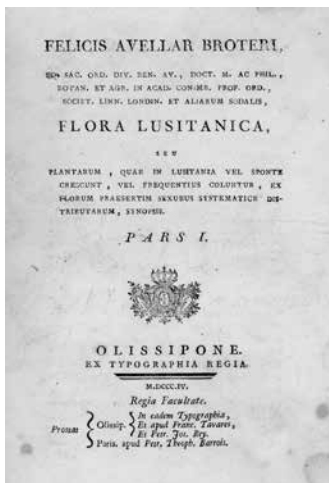 FELICIS AVELLAR BROTERI,
SAC. ORD. DIV. BEN. AV., DOCT. M. AC PHIL.,
BOTAN. ET AGR. IN ACAD. CONIMB. PROF. ORD.,
SOCIET. LINN. LONDIN. ET ALIARUM SODALIS,
FLORA LUSITANICA,
SEU
PLANTARUM, QUAE IN LUSITANIA VEL SPONTE
CRESCUNT, VEL FREQUENTIUS COLUNTUR, EX
FLORUM PRAESERTIM SEXUBUS SYSTEMATICE DIS-
TRIBUTARUM, SYNOPSIS.
PARS I.
OLISSIPONE.
EX TYPOGRAPHIA REGIA.
M.DCCC.IV.
Regia Facultate.
In eadem Typographia,
Pronas Olissip. Et apud Franc. Tavares,
Et Petr. Jos. Rey.
Paris. apud Petr. Theoph. Barrois.